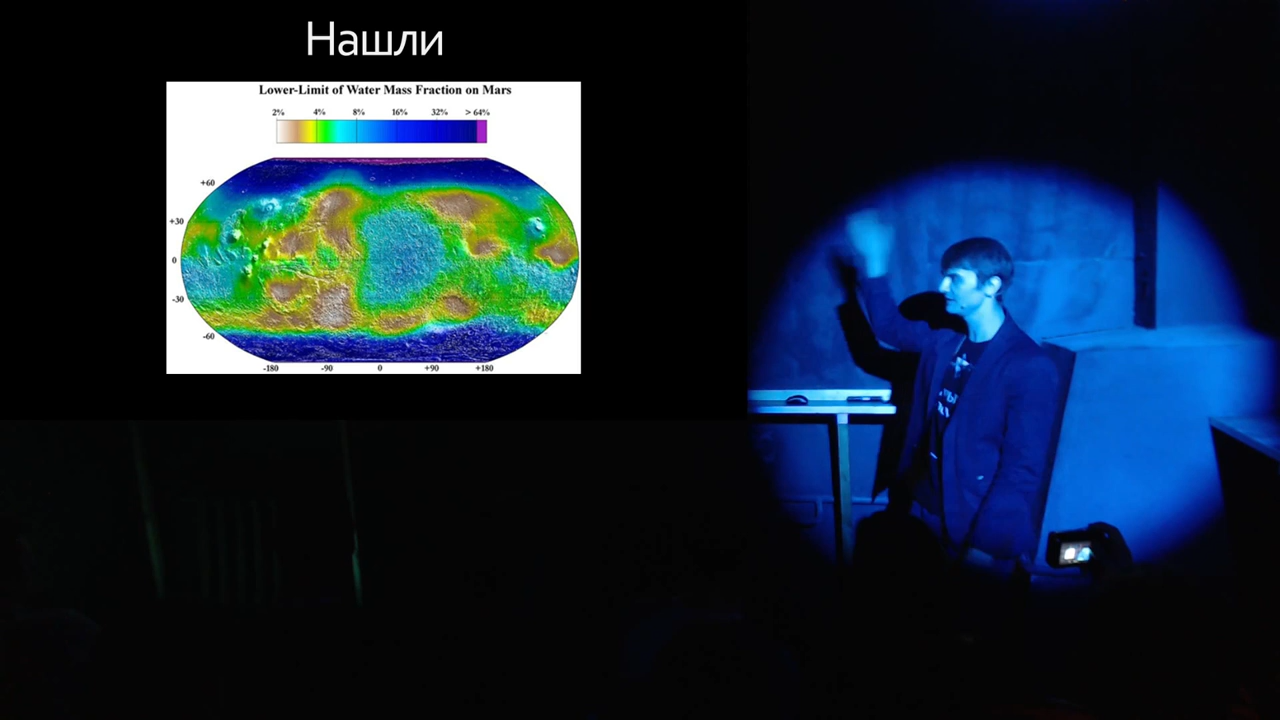 Нашли
Lower-Limit of Water Mass Fraction on Mars
2% 4% 8% 16% 32% > 64%
+60
+30
0
-30
-60
-180 -90 0 +90 +180